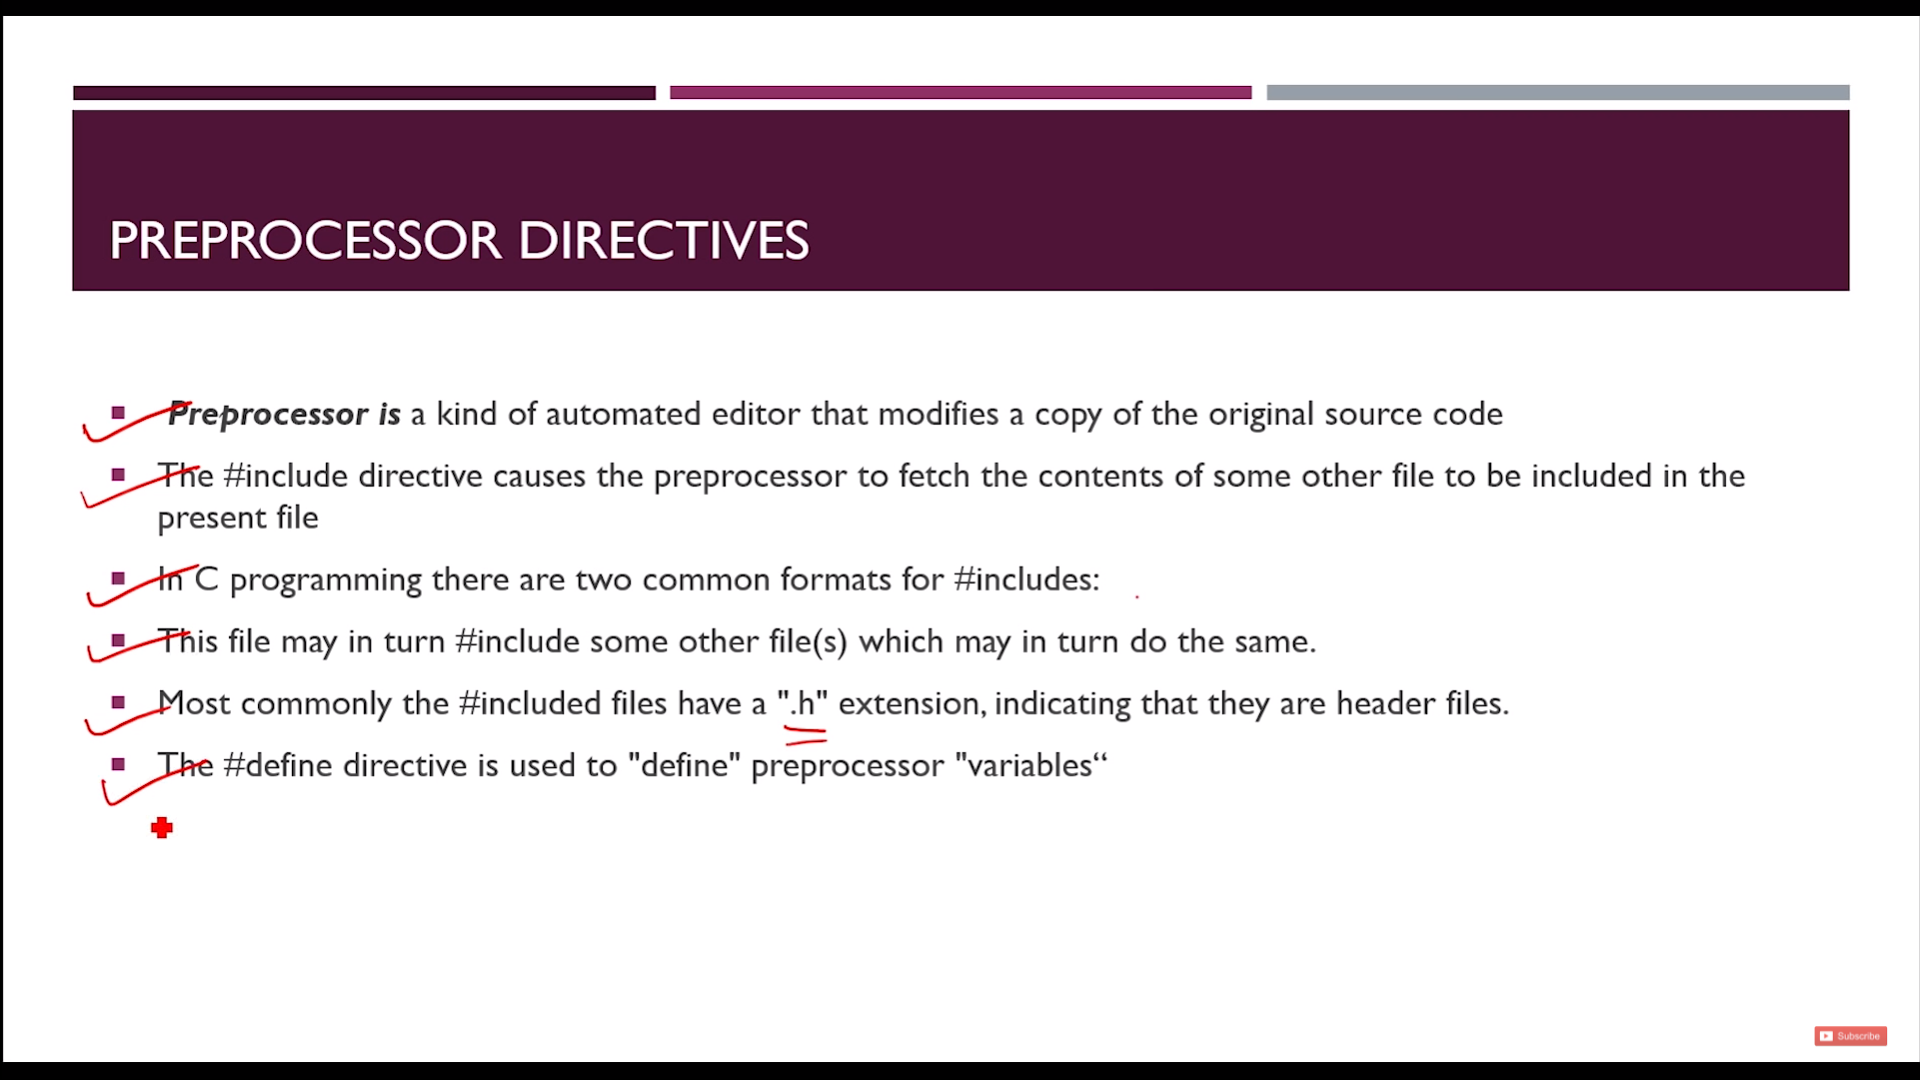 PREPROCESSOR DIRECTIVES
Preprocessor is a kind of automated editor that modifies a copy of the original source code
The #include directive causes the preprocessor to fetch the contents of some other file to be included in the
present file
In C programming there are two common formats for #includes:
This file may in turn #include some other file(s) which may in turn do the same.
Most commonly the #included files have a ".h" extension, indicating that they are header files.
The #define directive is used to "define" preprocessor "variables“
Subscribe